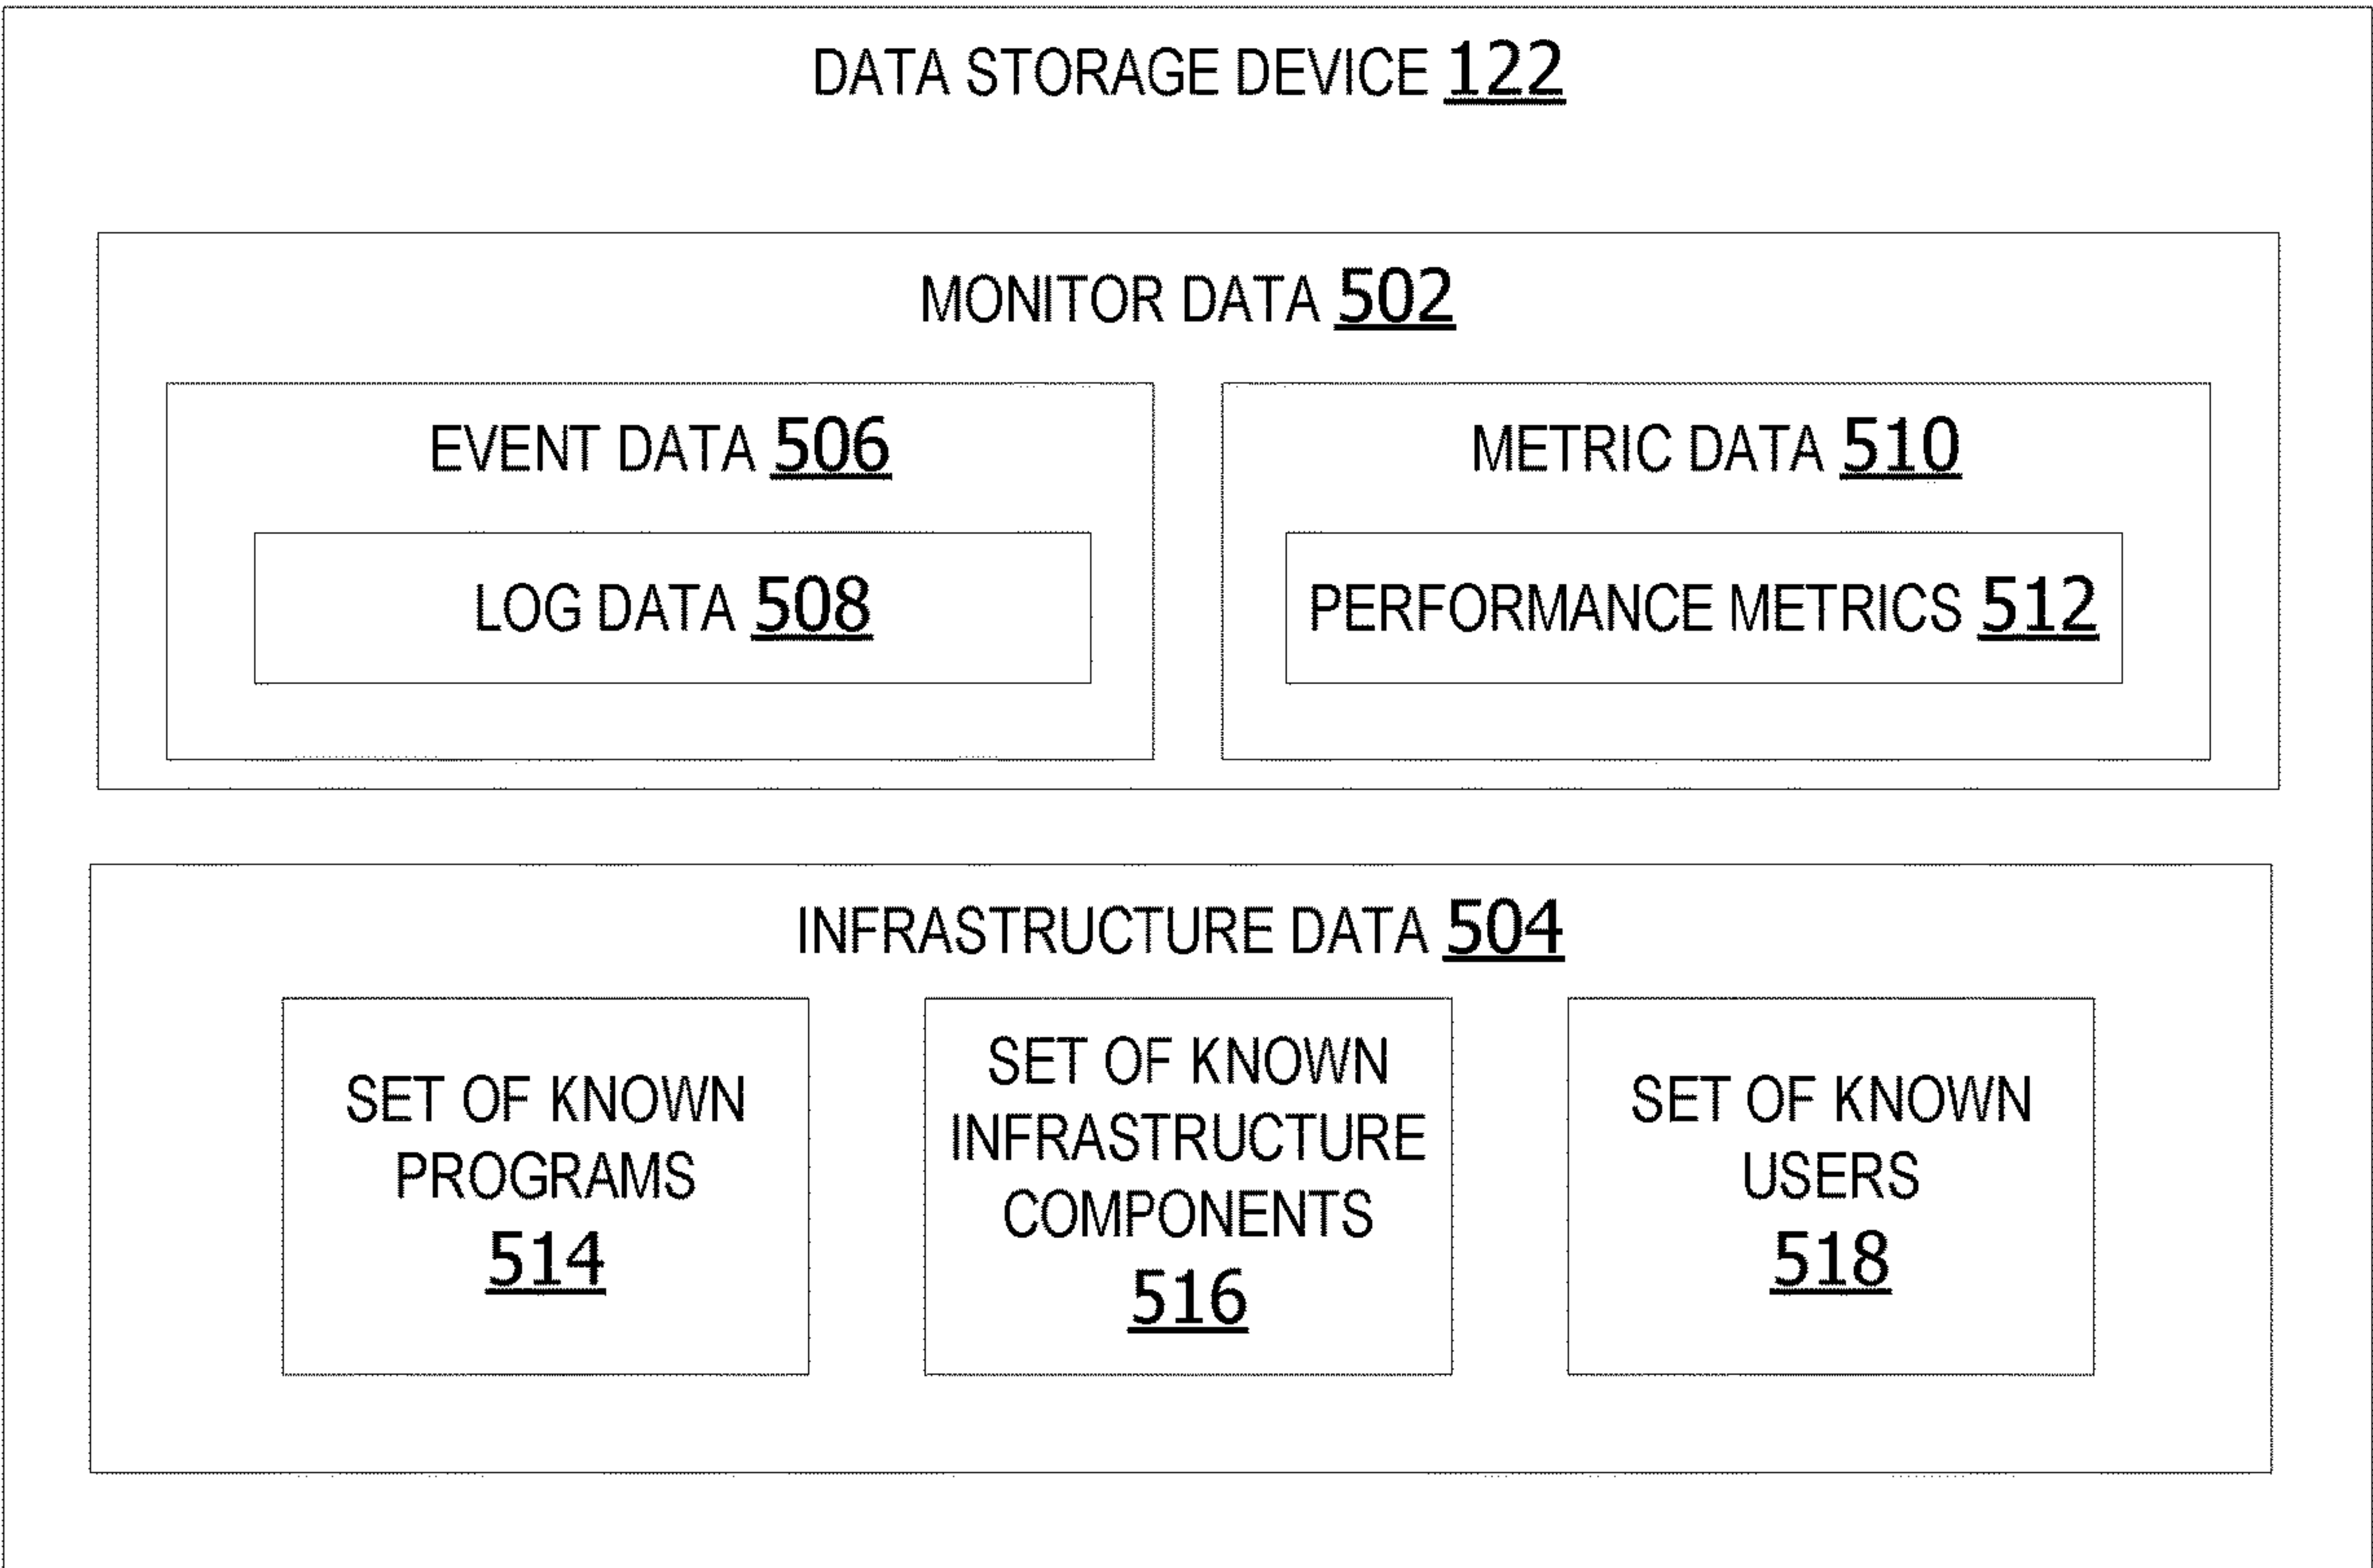 DATA STORAGE DEVICE 122
MONITOR DATA 502
EVENT DATA 506
LOG DATA 508
METRIC DATA 510
PERFORMANCE METRICS 512
INFRASTRUCTURE DATA 504
SET OF KNOWN
PROGRAMS
514
SET OF KNOWN
INFRASTRUCTURE
COMPONENTS
516
SET OF KNOWN
USERS
518